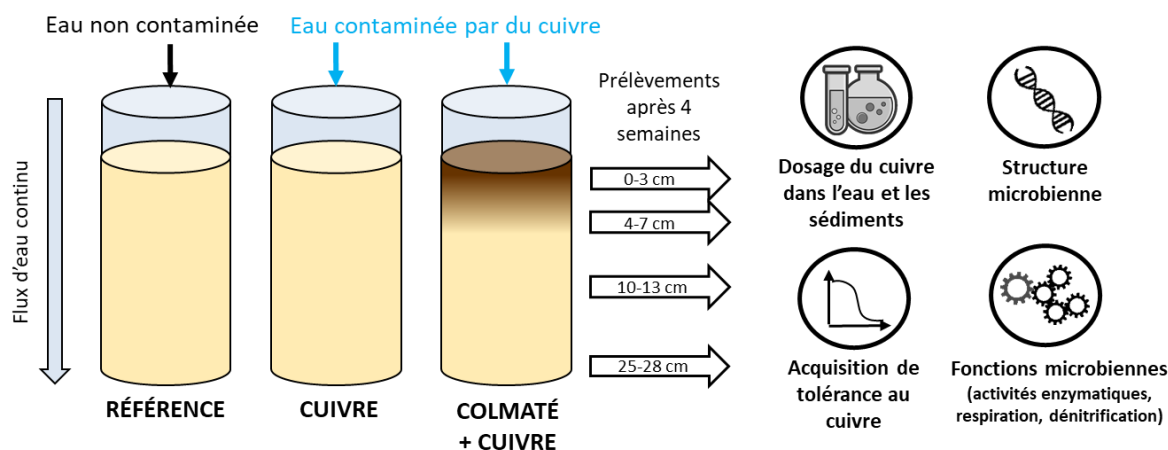 Eau non contaminée
Eau contaminée par du cuivre
Flux d'eau continu
Prélèvements
après 4
semaines
0-3 cm
4-7 cm
10-13 cm
25-28 cm
RÉFÉRENCE
CUIVRE
COLMATÉ
+ CUIVRE
Dosage du cuivre
dans l'eau et les
sédiments
Structure
microbienne
Acquisition de
tolérance au
cuivre
Fonctions microbiennes
(activités enzymatiques,
respiration, dénitrification)